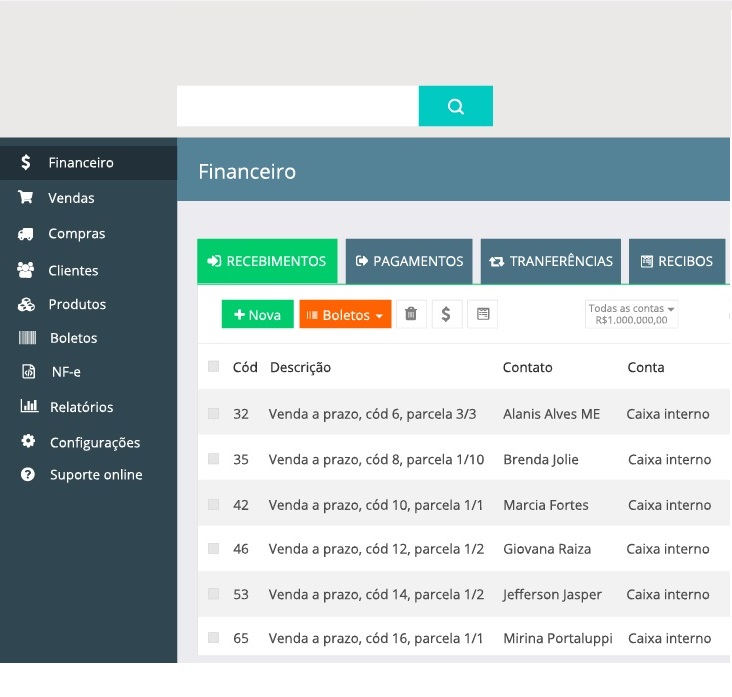 Financeiro
Vendas
Compras
Clientes
Produtos
Boletos
NF-e
Relatórios
Configurações
Suporte online
Financeiro
RECEBIMENTOS PAGAMENTOS TRANFERÊNCIAS RECIBOS
+ Nova Boletos $ Todas as contas
R$1.000.000,00
Cód Descrição Contato Conta
32 Venda a prazo, cód 6, parcela 3/3 Alanis Alves ME Caixa interno
35 Venda a prazo, cód 8, parcela 1/10 Brenda Jolie Caixa interno
42 Venda a prazo, cód 10, parcela 1/1 Marcia Fortes Caixa interno
46 Venda a prazo, cód 12, parcela 1/2 Giovana Raiza Caixa interno
53 Venda a prazo, cód 14, parcela 1/2 Jefferson Jasper Caixa interno
65 Venda a prazo, cód 16, parcela 1/1 Mirina Portaluppi Caixa interno